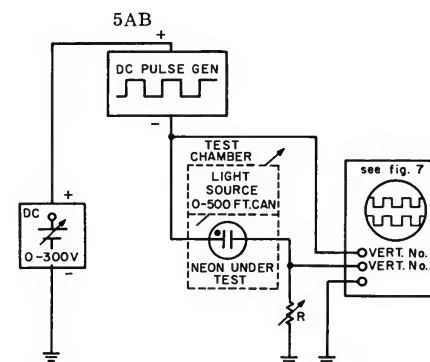 5AB
+
DC PULSE GEN
-
TEST
CHAMBER
LIGHT
SOURCE
0-500 FT.CAN
see fig. 7
DC
+
0-300V
-
VERT. No.
VERT. No.
NEON UNDER
TEST
R